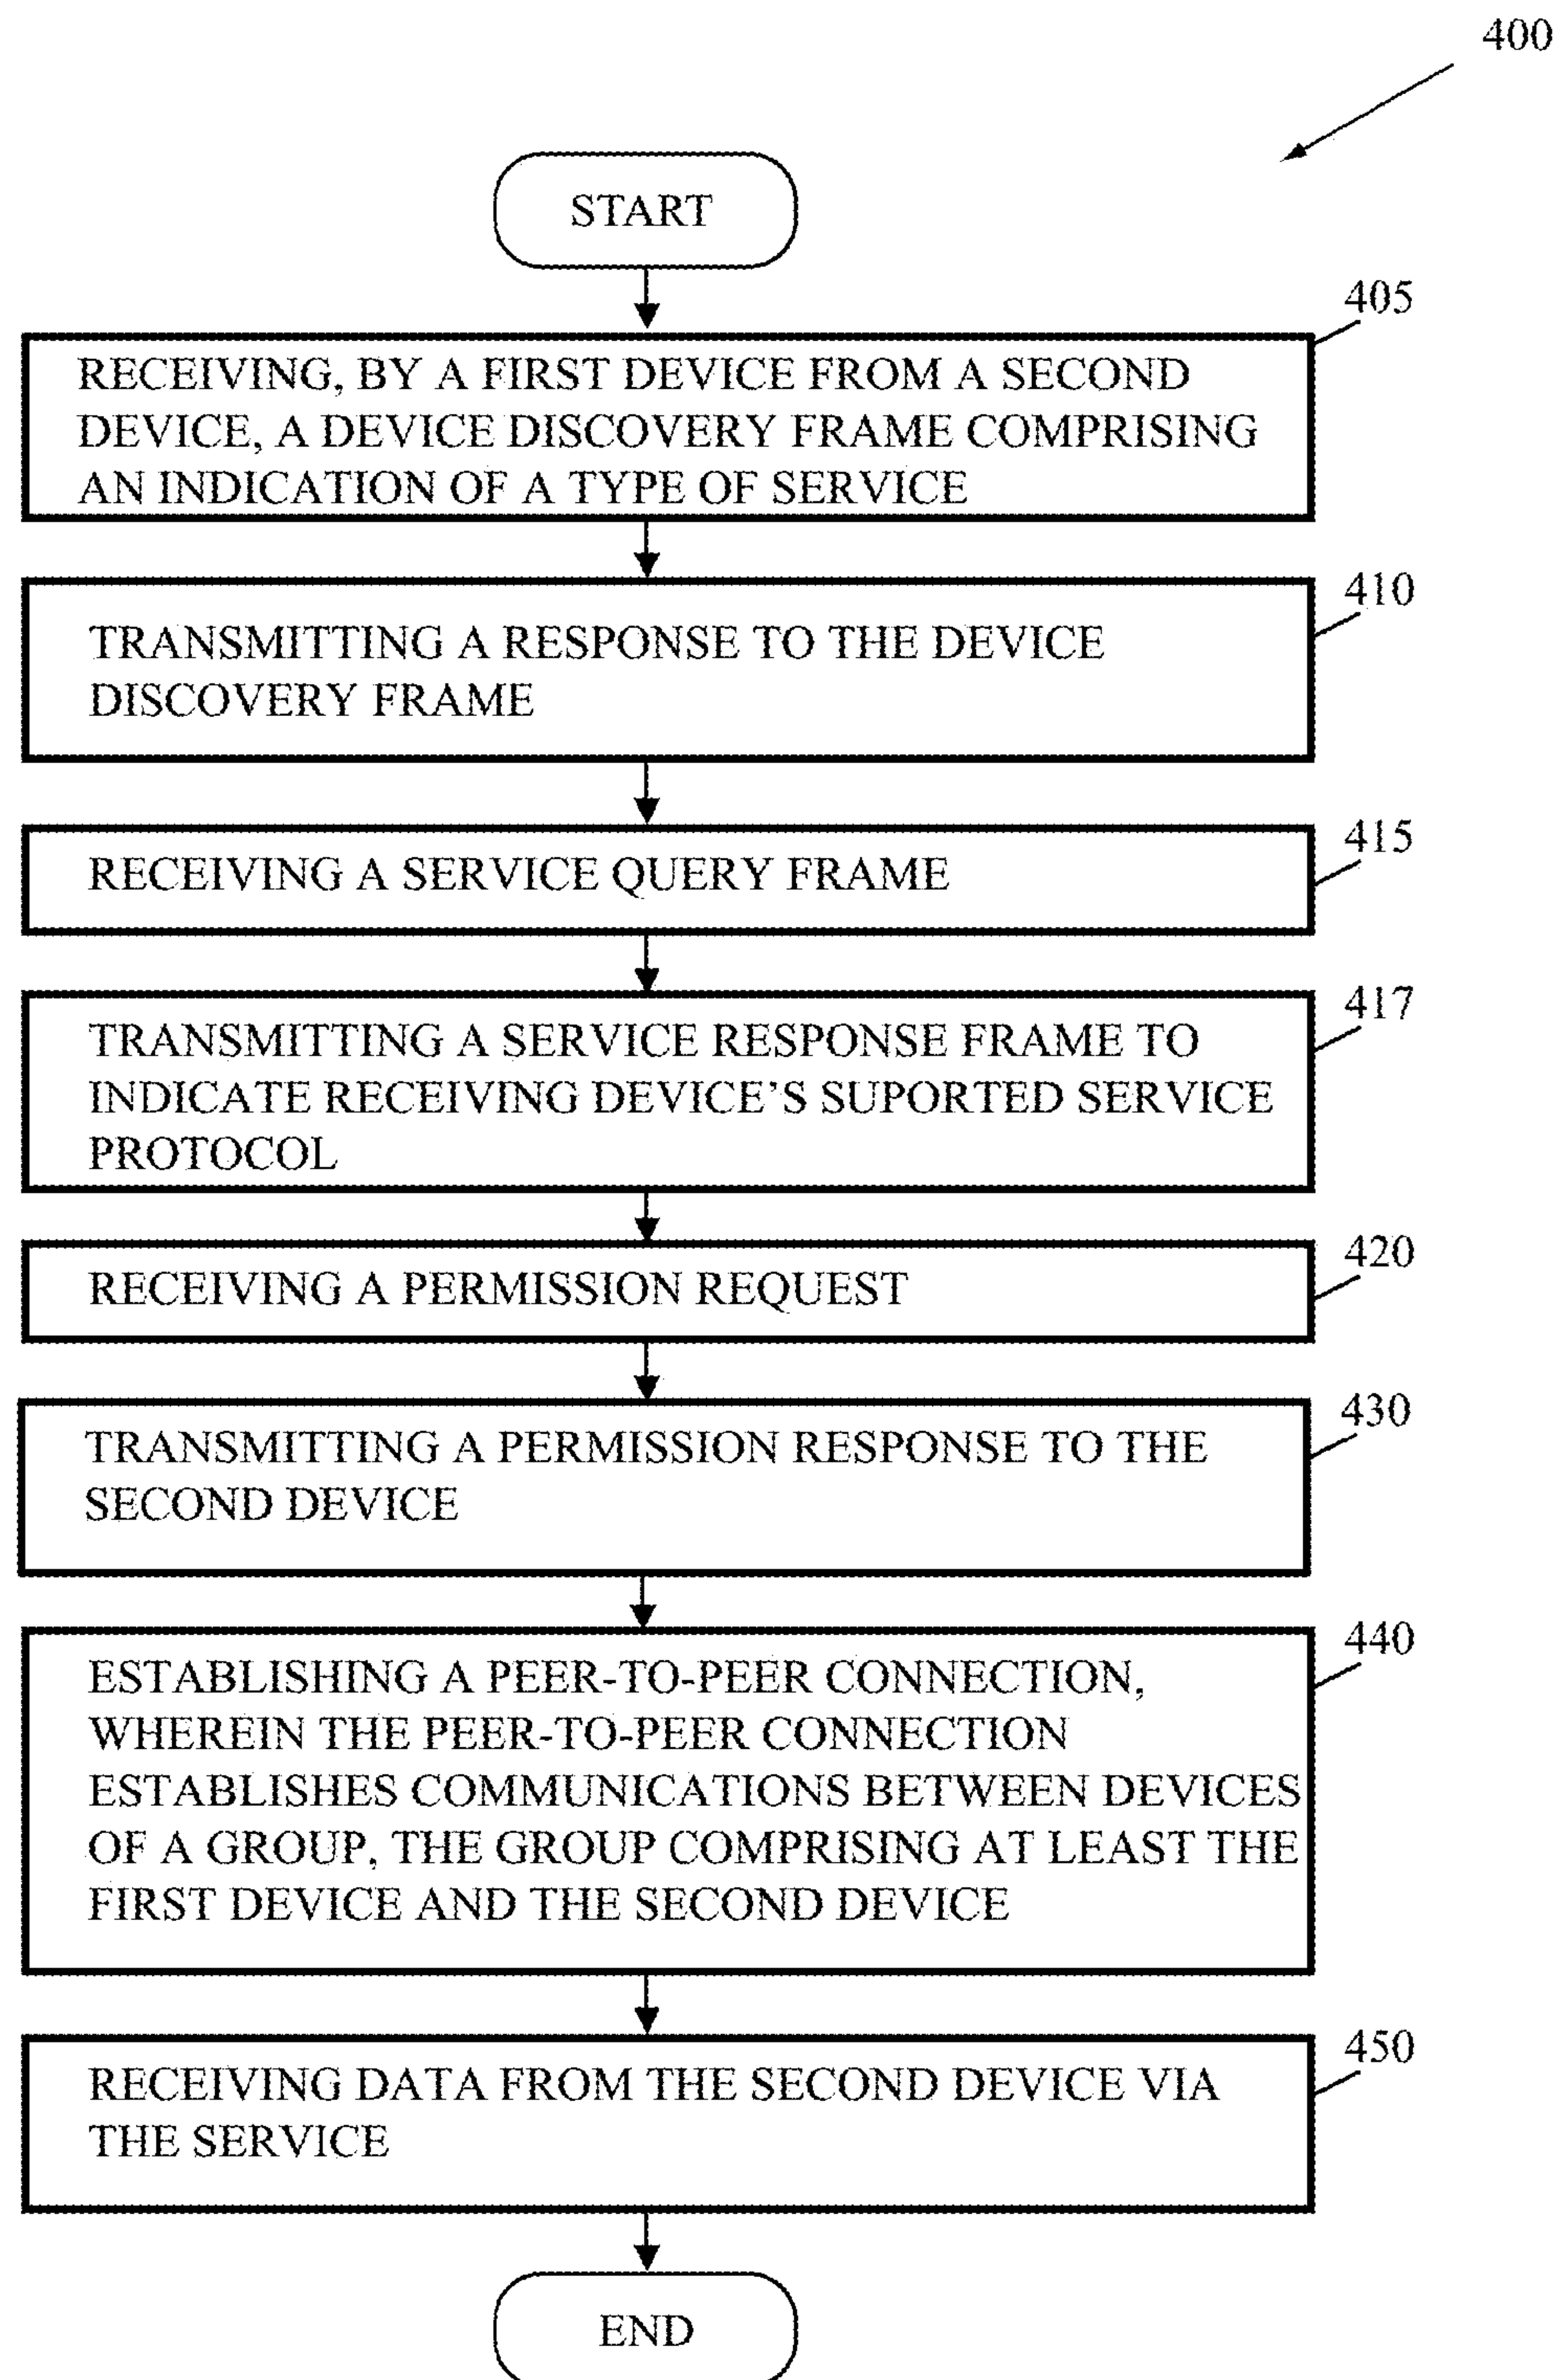 400
START
405
RECEIVING, BY A FIRST DEVICE FROM A SECOND
DEVICE, A DEVICE DISCOVERY FRAME COMPRISING
AN INDICATION OF A TYPE OF SERVICE
410
TRANSMITTING A RESPONSE TO THE DEVICE
DISCOVERY FRAME
415
RECEIVING A SERVICE QUERY FRAME
417
TRANSMITTING A SERVICE RESPONSE FRAME TO
INDICATE RECEIVING DEVICE'S SUPORTED SERVICE
PROTOCOL
420
RECEIVING A PERMISSION REQUEST
430
TRANSMITTING A PERMISSION RESPONSE TO THE
SECOND DEVICE
440
ESTABLISHING A PEER-TO-PEER CONNECTION,
WHEREIN THE PEER-TO-PEER CONNECTION
ESTABLISHES COMMUNICATIONS BETWEEN DEVICES
OF A GROUP, THE GROUP COMPRISING AT LEAST THE
FIRST DEVICE AND THE SECOND DEVICE
450
RECEIVING DATA FROM THE SECOND DEVICE VIA
THE SERVICE
END